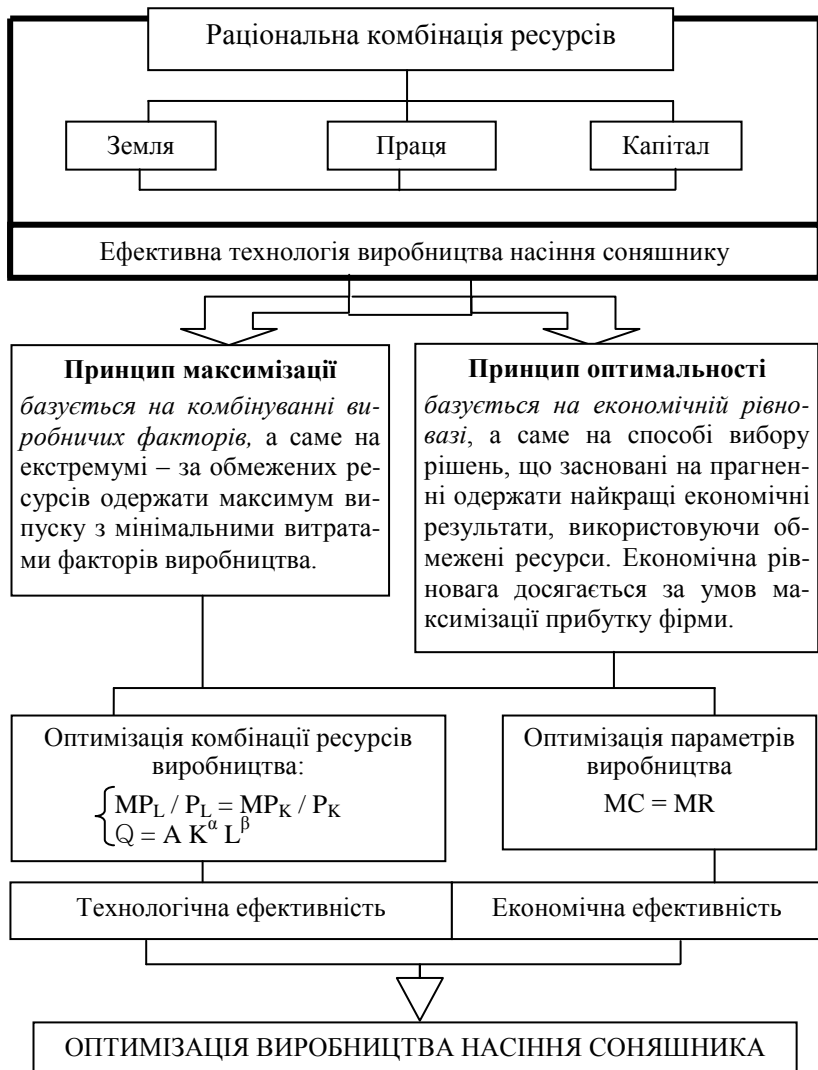 Раціональна комбінація ресурсів
Земля
Праця
Капітал
Ефективна технологія виробництва насіння соняшнику
Принцип максимізації
базується на комбінуванні ви-
робничих факторів, а саме на
екстремумі – за обмежених ре-
сурсів одержати максимум ви-
пуску з мінімальними витрата-
ми факторів виробництва.
Принцип оптимальності
базується на економічній рівно-
вазі, а саме на способі вибору
рішень, що засновані на прагнен-
ні одержати найкращі економічні
результати, використовуючи об-
межені ресурси. Економічна рів-
новага досягається за умов ма-
ксимізації прибутку фірми.
Оптимізація комбінації ресурсів
виробництва:
MP_L / P_L = MP_K / P_K
Q = A K^α L^β
Оптимізація параметрів
виробництва
MC = MR
Технологічна ефективність
Економічна ефективність
ОПТИМІЗАЦІЯ ВИРОБНИЦТВА НАСІННЯ СОНЯШНИКА